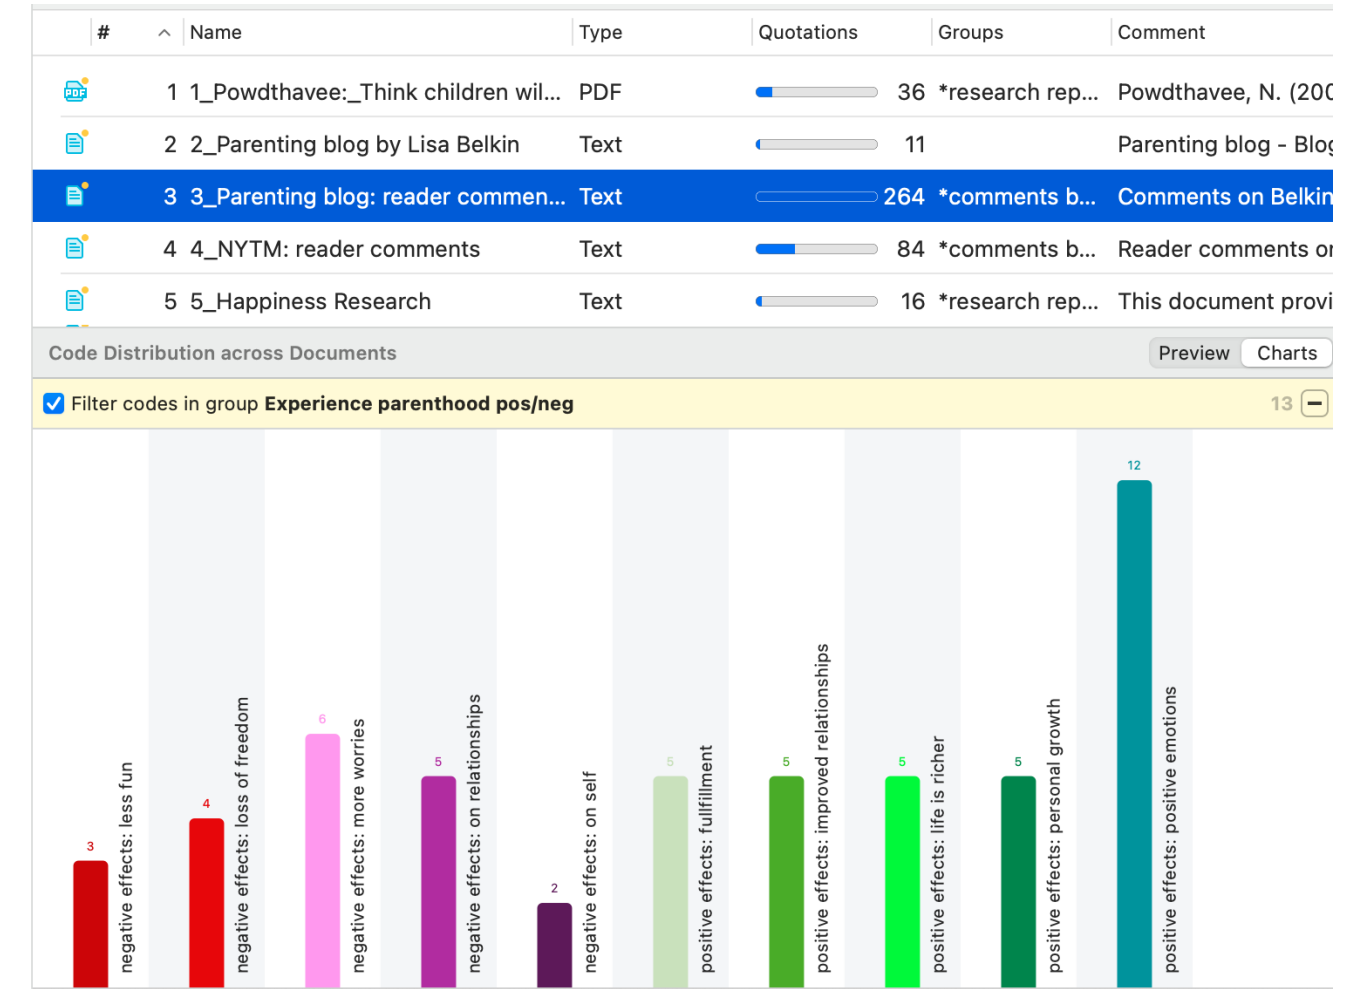 # Name Type Quotations Groups Comment
PDF 1 1_Powdthavee:_Think children wil... PDF 36 *research rep... Powdthavee, N. (200
2 2_Parenting blog by Lisa Belkin Text 11 Parenting blog - Blog
3 3_Parenting blog: reader commen... Text 264 *comments b... Comments on Belkin
4 4_NYTM: reader comments Text 84 *comments b... Reader comments on
5 5_Happiness Research Text 16 *research rep... This document provi
Code Distribution across Documents Preview Charts
Filter codes in group Experience parenthood pos/neg 13
3
negative effects: less fun
4
negative effects: loss of freedom
6
negative effects: more worries
5
negative effects: on relationships
2
negative effects: on self
5
positive effects: fullfillment
5
positive effects: improved relationships
5
positive effects: life is richer
5
positive effects: personal growth
12
positive effects: positive emotions